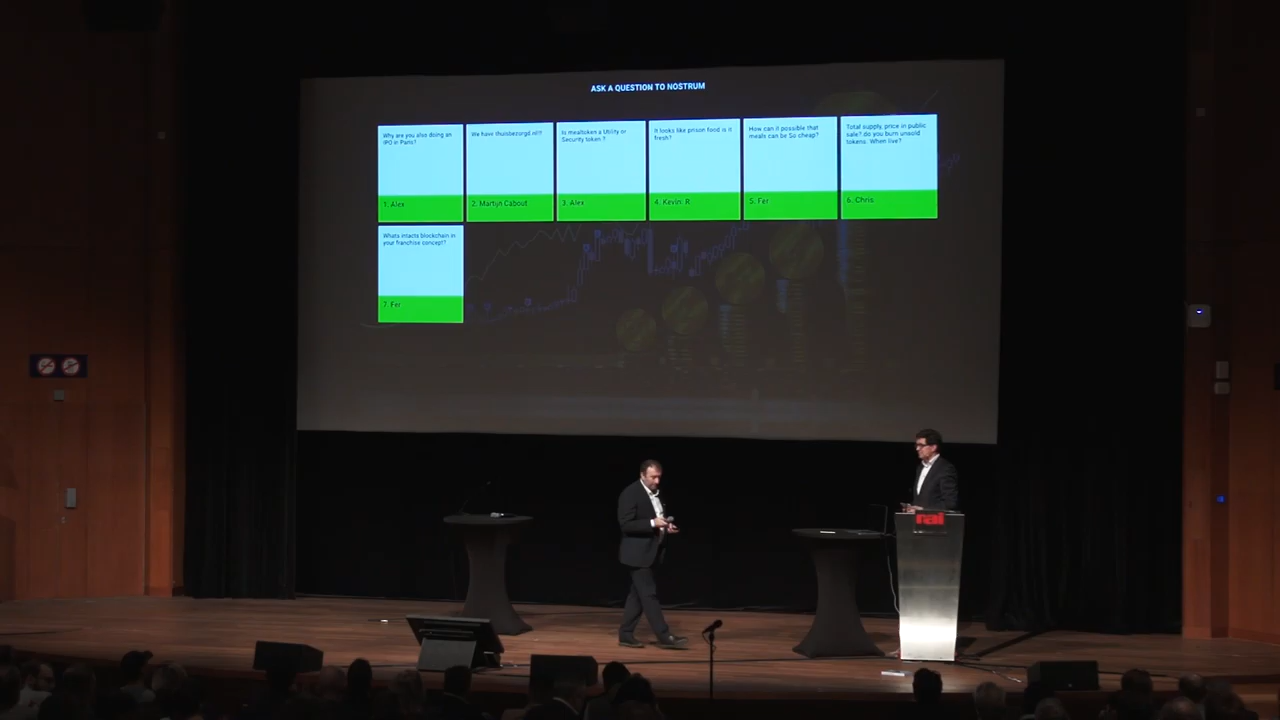 ASK A QUESTION TO NOSTRUM
Why are you also doing an
IPO in Paris?
1. Alex
We have thuisbezorgd.nl!!!
2. Martyn Cabout
Is mealtoken a Utility or
Security token.?
3. Alex
It looks like prison food is it
fresh?
4. Kevin. R
How can it possible that
meals can be So cheap?
5. Fer
Total supply, price in public
sale? do you burn unsold
tokens. When live?
6. Chris
Whats intacts blockchain in
your franchise concept!?
7. Fer
rai